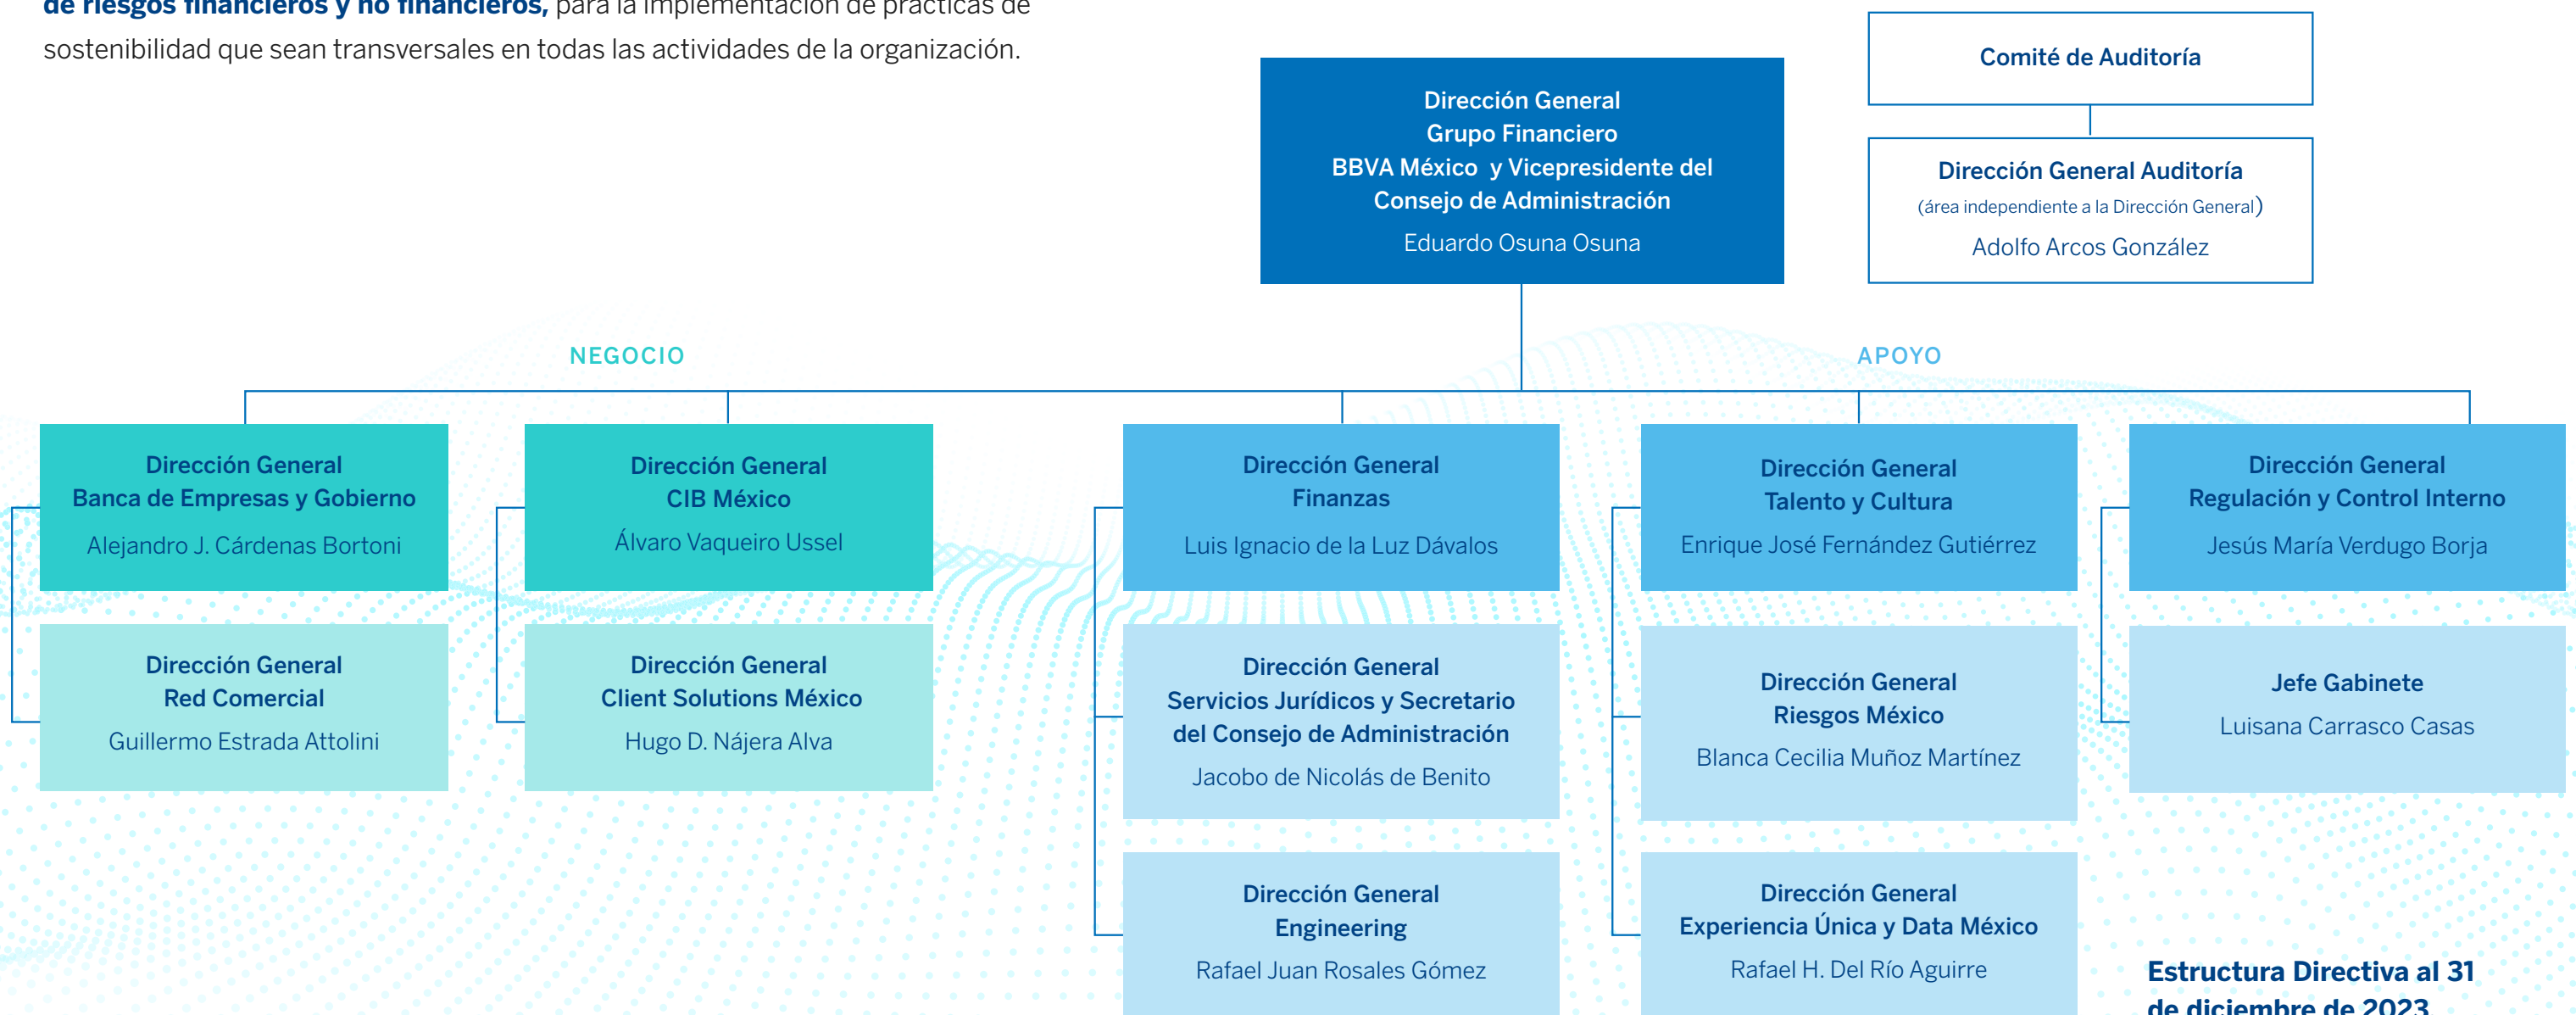 de riesgos financieros y no financieros, para la implementación de prácticas de
sostenibilidad que sean transversales en todas las actividades de la organización.
Comité de Auditoría
Dirección General Auditoría
(área independiente a la Dirección General)
Adolfo Arcos González
Dirección General
Grupo Financiero
BBVA México y Vicepresidente del
Consejo de Administración
Eduardo Osuna Osuna
NEGOCIO
APOYO
Dirección General
Banca de Empresas y Gobierno
Alejandro J. Cárdenas Bortoni
Dirección General
CIB México
Álvaro Vaqueiro Ussel
Dirección General
Finanzas
Luis Ignacio de la Luz Dávalos
Dirección General
Talento y Cultura
Enrique José Fernández Gutiérrez
Dirección General
Regulación y Control Interno
Jesús María Verdugo Borja
Dirección General
Red Comercial
Guillermo Estrada Attolini
Dirección General
Client Solutions México
Hugo D. Nájera Alva
Dirección General
Servicios Jurídicos y Secretario
del Consejo de Administración
Jacobo de Nicolás de Benito
Dirección General
Riesgos México
Blanca Cecilia Muñoz Martínez
Jefe Gabinete
Luisana Carrasco Casas
Dirección General
Engineering
Rafael Juan Rosales Gómez
Dirección General
Experiencia Única y Data México
Rafael H. Del Río Aguirre
Estructura Directiva al 31
de diciembre de 2023